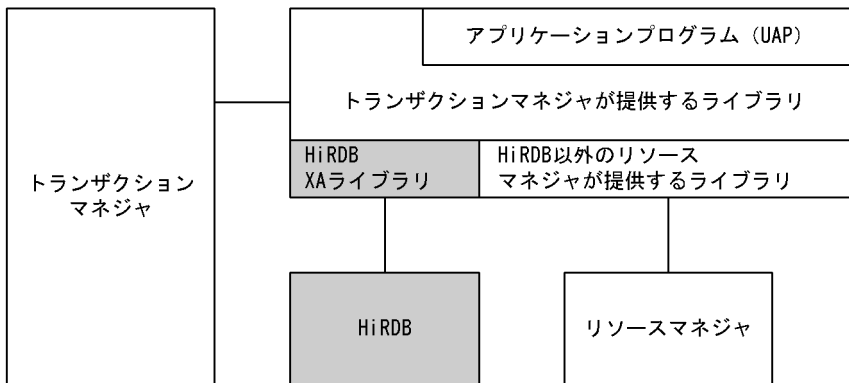 アプリケーションプログラム（UAP）
トランザクションマネジャが提供するライブラリ
トランザクション
マネジャ
HiRDB
XAライブラリ
HiRDB以外のリソース
マネジャが提供するライブラリ
HiRDB
リソースマネジャ